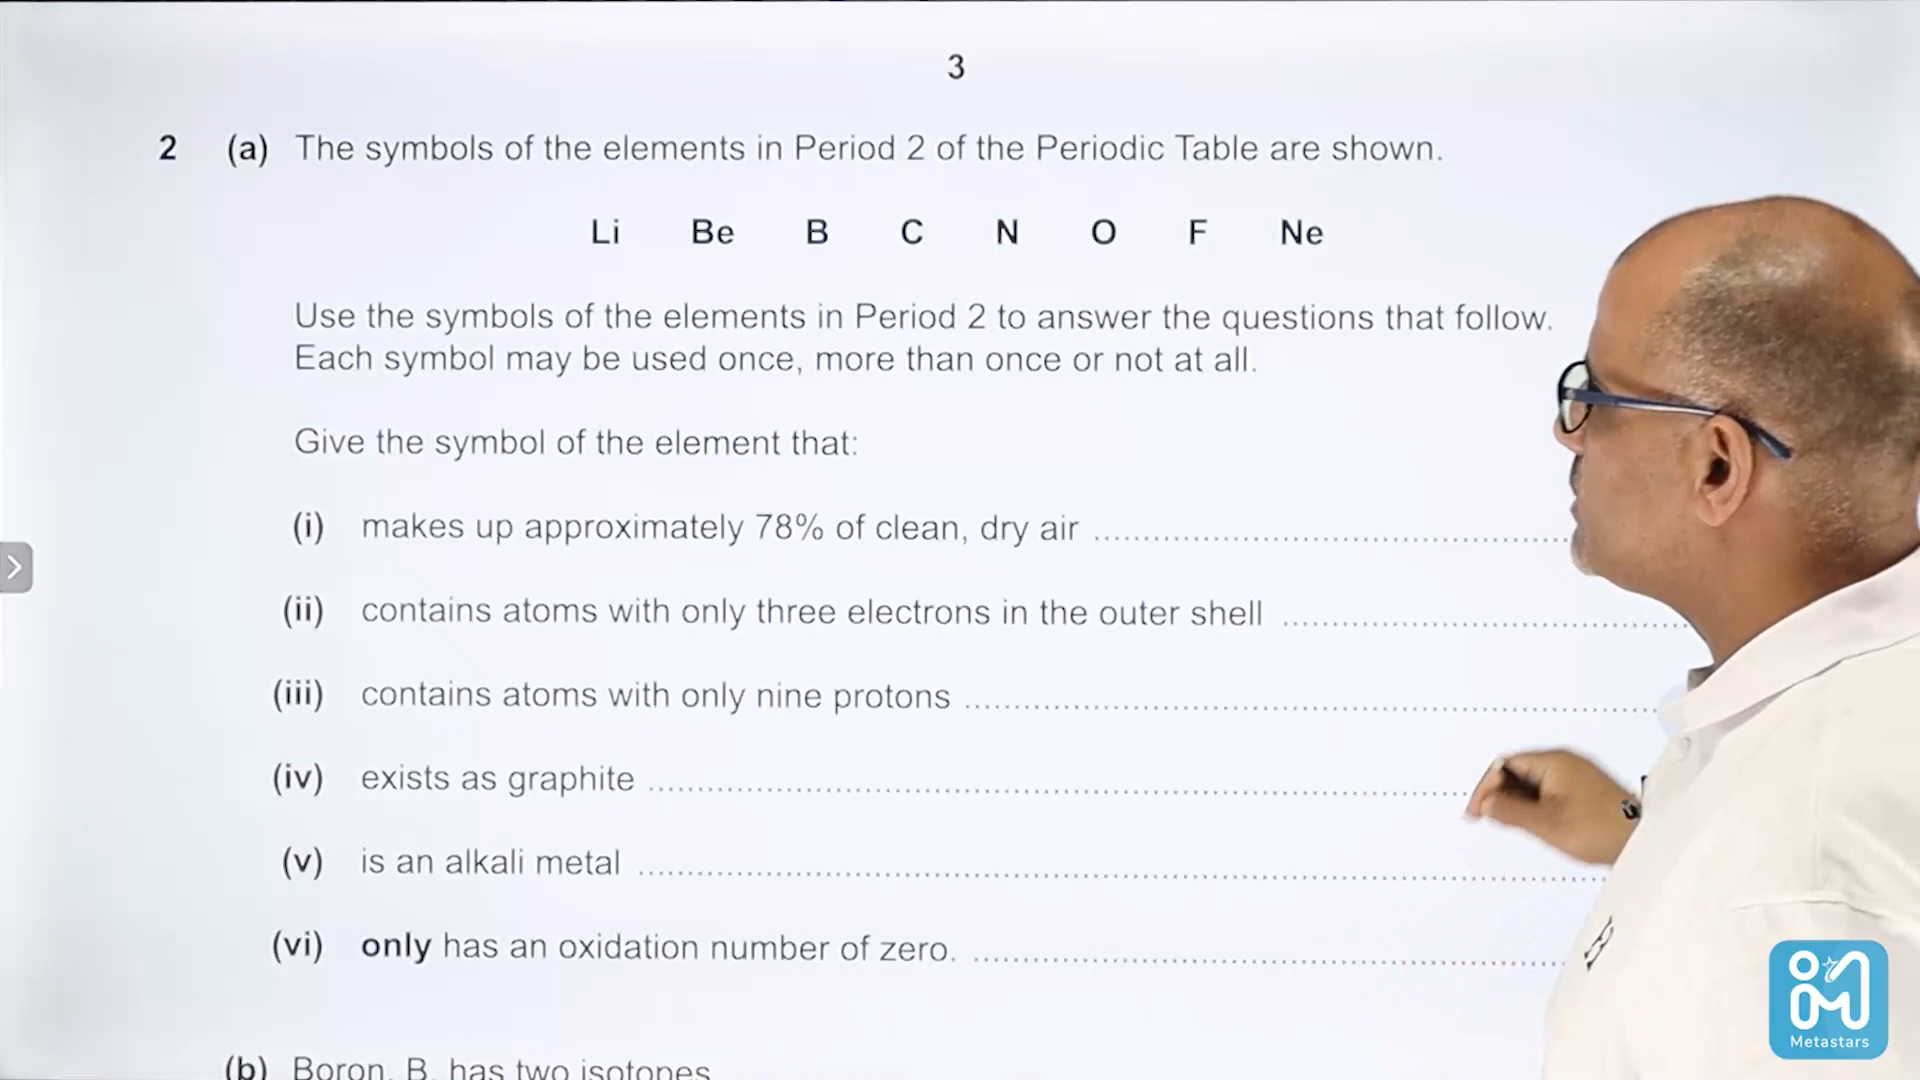 3
2 (a) The symbols of the elements in Period 2 of the Periodic Table are shown.
Li Be B C N O F Ne
Use the symbols of the elements in Period 2 to answer the questions that follow.
Each symbol may be used once, more than once or not at all.
Give the symbol of the element that:
(i) makes up approximately 78% of clean, dry air ........................................
(ii) contains atoms with only three electrons in the outer shell ........................................
(iii) contains atoms with only nine protons ........................................
(iv) exists as graphite ........................................
(v) is an alkali metal ........................................
(vi) only has an oxidation number of zero. ........................................
(b) Boron, B, has two isotopes
Metastars